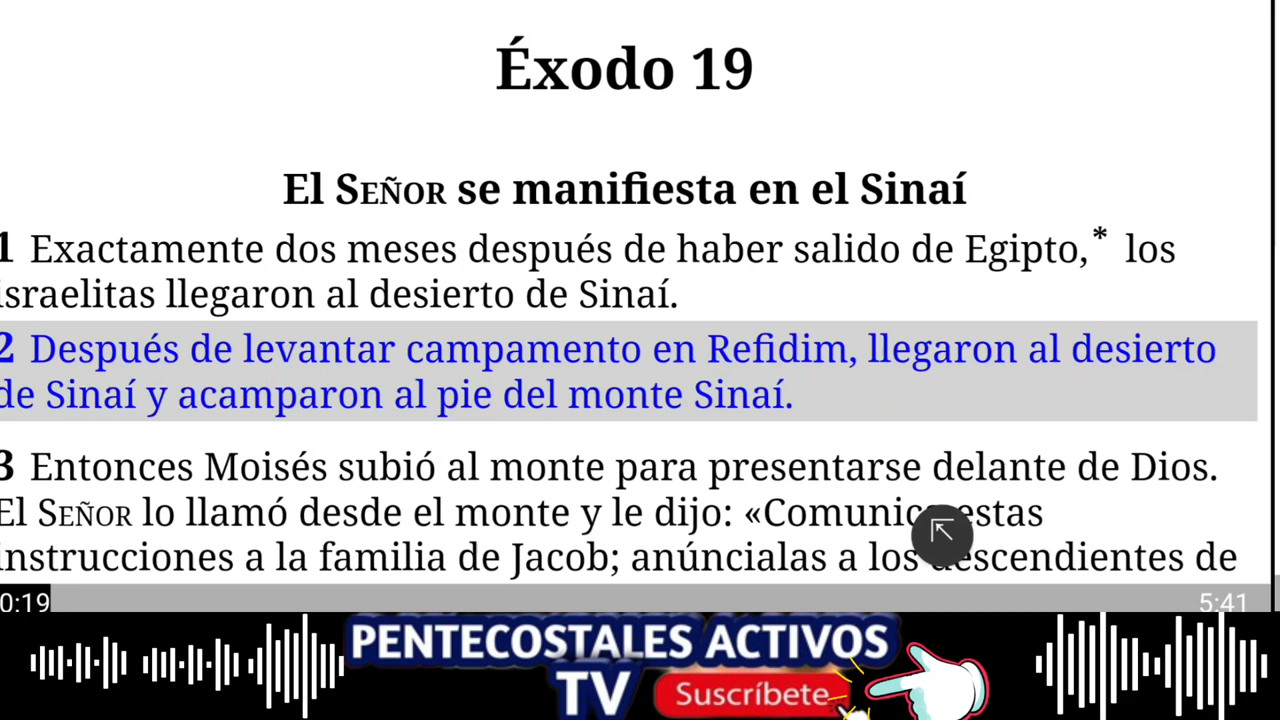 Éxodo 19
El SEÑOR se manifiesta en el Sinaí
1 Exactamente dos meses después de haber salido de Egipto,* los
israelitas llegaron al desierto de Sinaí.
2 Después de levantar campamento en Refidim, llegaron al desierto
de Sinaí y acamparon al pie del monte Sinaí.
3 Entonces Moisés subió al monte para presentarse delante de Dios.
El SEÑOR lo llamó desde el monte y le dijo: «Comunica estas
instrucciones a la familia de Jacob; anúncialas a los descendientes de
0:19
5:41
PENTECOSTALES ACTIVOS
TV
Suscríbete